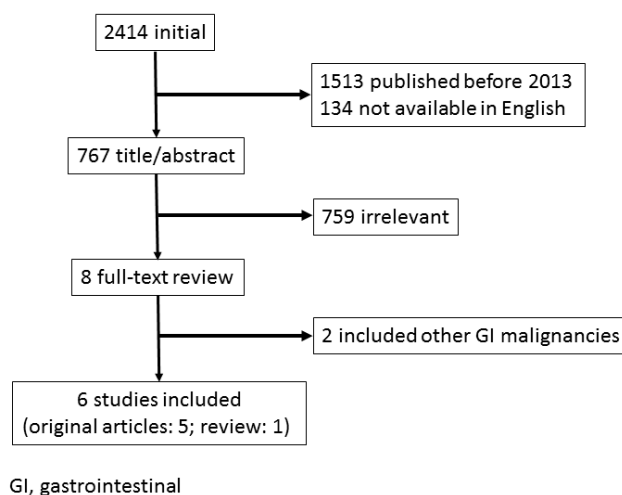 2414 initial
1513 published before 2013
134 not available in English
767 title/abstract
759 irrelevant
8 full-text review
2 included other GI malignancies
6 studies included
(original articles: 5; review: 1)
GI, gastrointestinal